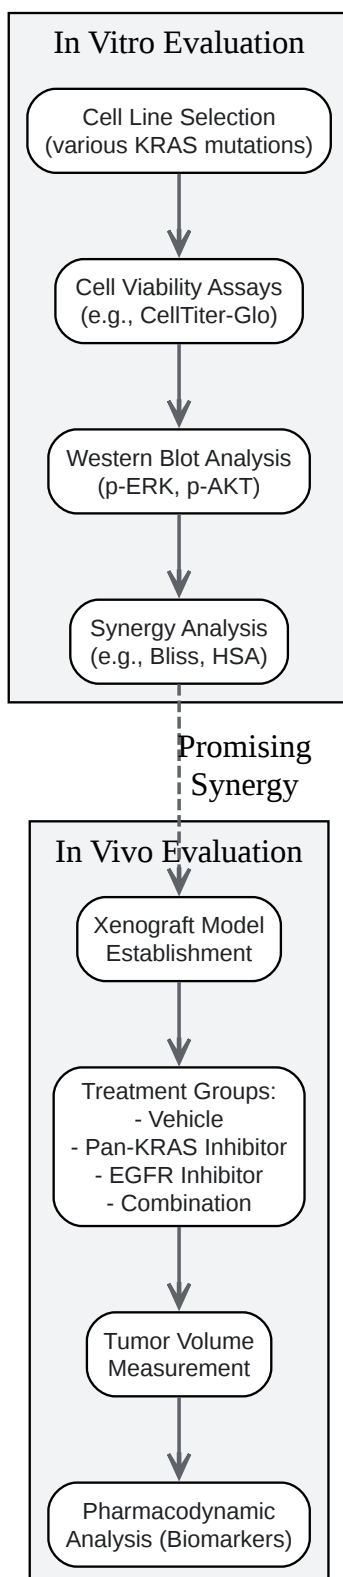 In Vitro Evaluation
Cell Line Selection
(various KRAS mutations)
Cell Viability Assays
(e.g., CellTiter-Glo)
Western Blot Analysis
(p-ERK, p-AKT)
Synergy Analysis
(e.g., Bliss, HSA)
Promising
Synergy
In Vivo Evaluation
Xenograft Model
Establishment
Treatment Groups:
- Vehicle
- Pan-KRAS Inhibitor
- EGFR Inhibitor
- Combination
Tumor Volume
Measurement
Pharmacodynamic
Analysis (Biomarkers)